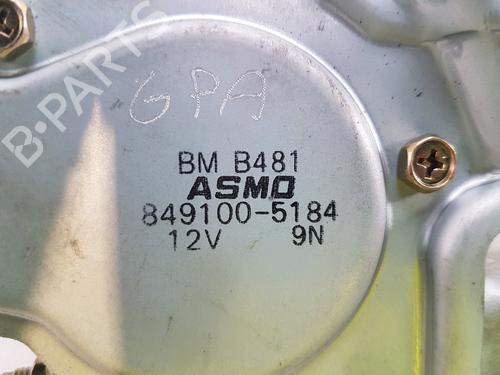 B-PARTS
GPA
BM B481
ASMO
849100-5184
12V 9N